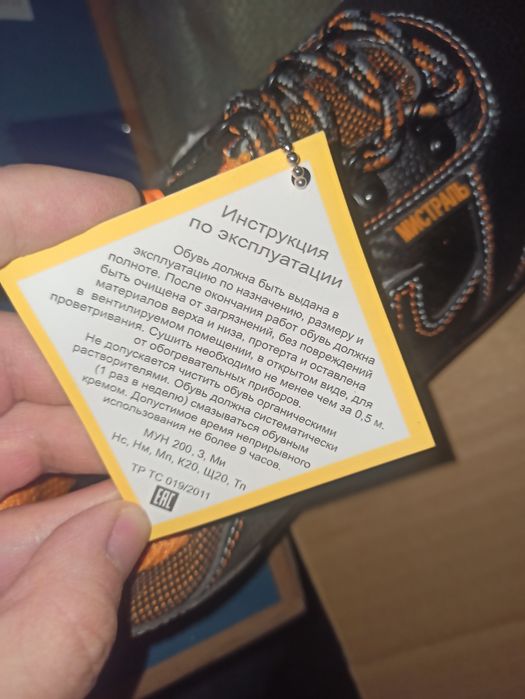 Инструкция
по эксплуатации
Обувь должна быть выдана в
эксплуатацию по назначению, размеру и
полноте. После окончания работ обувь должна
быть очищена от загрязнений, без повреждений
материалов верха и низа, протерта и оставлена
в вентилируемом помещении, в открытом виде, для
проветривания. Сушить необходимо не менее чем за 0,5 м.
от обогревательных приборов.
Не допускается чистить обувь органическими
растворителями. Обувь должна систематически
(1 раз в неделю) смазываться обувным
кремом. Допустимое время непрерывного
использования не более 9 часов.
МУН 200, З, Ми
Нс, Нм, Мп, К20, Щ20, Тп
ТР ТС 019/2011
EAC
МИСТРАЛЬ